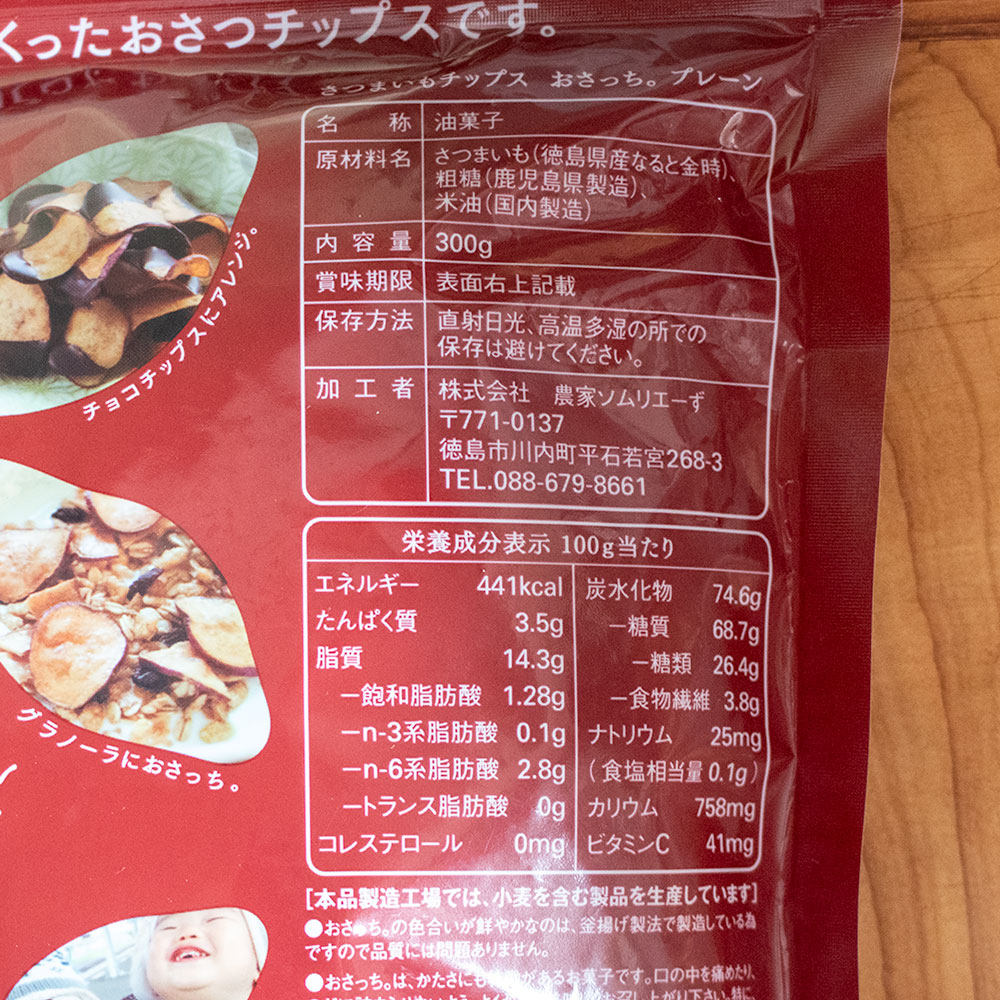 くったおさつチップスです。
さつまいもチップス おさっち。プレーン
名称 油菓子
原材料名 さつまいも(徳島県産なると金時)、
粗糖(鹿児島県製造)、
米油(国内製造)
内容量 300g
賞味期限 表面右上記載
保存方法 直射日光、高温多湿の所での
保存は避けてください。
加工者 株式会社 農家ソムリエーず
〒771-0137
徳島市川内町平石若宮268-3
TEL.088-679-8661
チョコチップスにアレンジ。
栄養成分表示 100g当たり
エネルギー 441kcal 炭水化物 74.6g
たんぱく質 3.5g ー糖質 68.7g
脂質 14.3g ー糖類 26.4g
ー飽和脂肪酸 1.28g ー食物繊維 3.8g
ーn-3系脂肪酸 0.1g ナトリウム 25mg
ーn-6系脂肪酸 2.8g (食塩相当量0.1g)
ートランス脂肪酸 0g カリウム 758mg
コレステロール 0mg ビタミンC 41mg
グラノーラにおさっち。
[本品製造工場では、小麦を含む製品を生産しています]
●おさっち。の色合いが鮮やかなのは、釜揚げ製法で製造している為
ですので品質には問題ありません。
●おさっち。は、かたさにも特徴があるお菓子です。口の中を痛めたり、